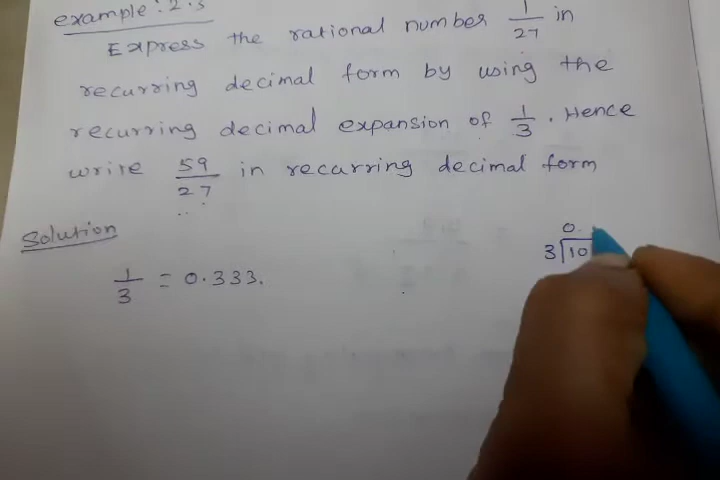 example: 2.3
Express the rational number 1/27 in
recurring decimal form by using the
recurring decimal expansion of 1/3. Hence
write 59/27 in recurring decimal form
Solution
1/3 = 0.333.
0.
3)10